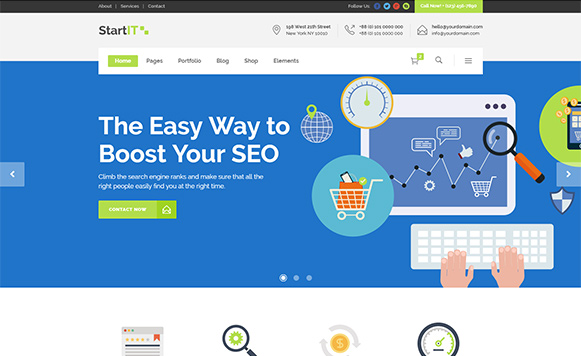 About | Services | Contact
Follow Us:
Call Now! + (123) 456-7890
StartIT
198 West 21th Street
New York NY 10010
+88 (0) 101 0000 000
+88 (0) 101 0000 000
hello@yourdomain.com
info@yourdomain.com
Home Pages Portfolio Blog Shop Elements
The Easy Way to
Boost Your SEO
Climb the search engine ranks and make sure that all the
right people easily find you at the right time.
CONTACT NOW